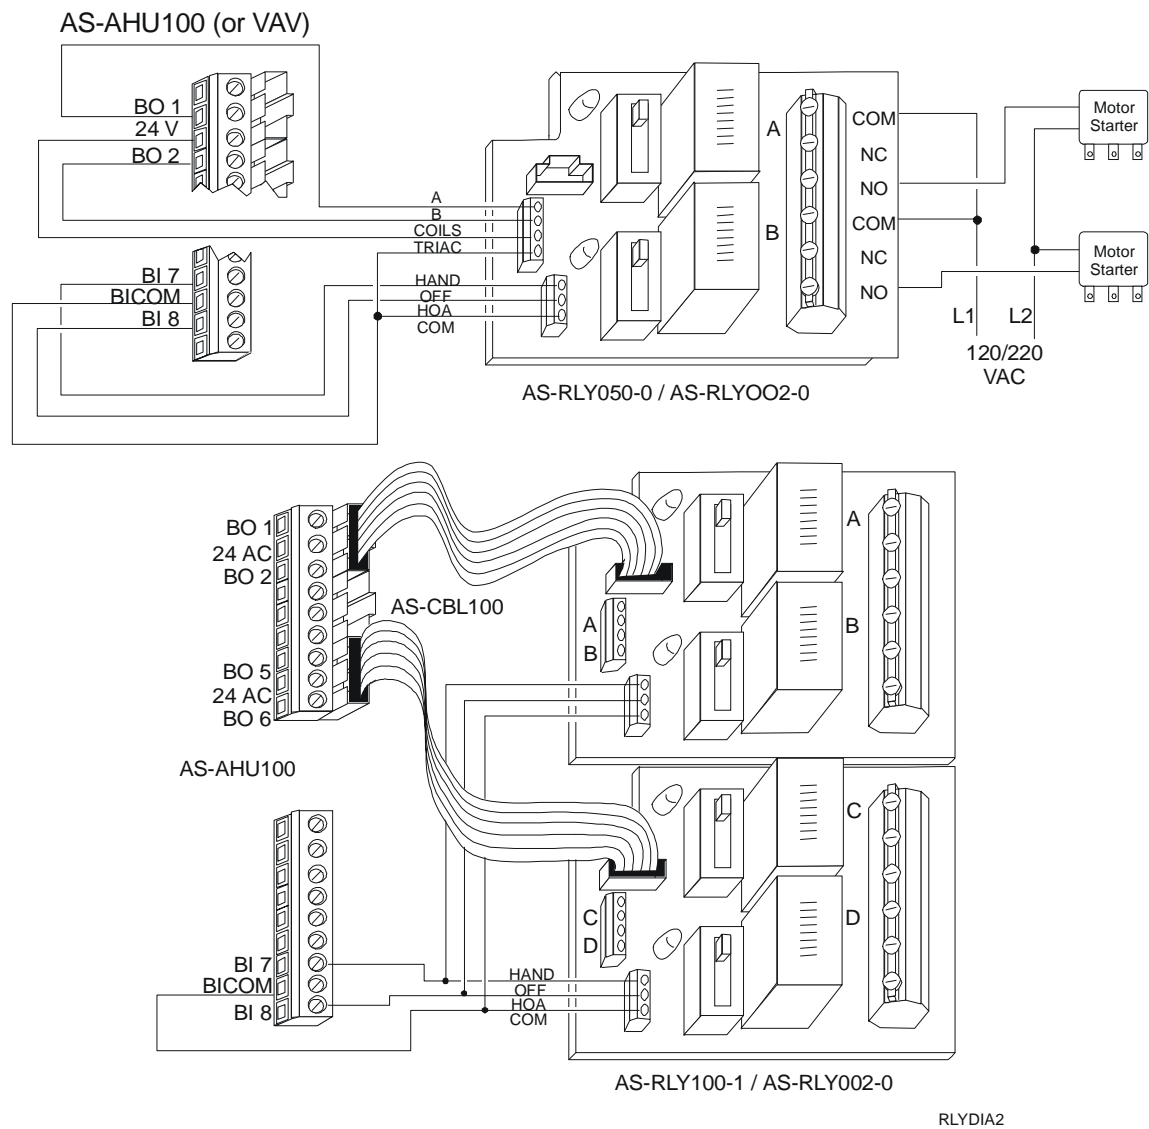 AS-AHU100 (or VAV)
BO 1
24 V
BO 2
BI 7
BICOM
BI 8
A
B
COILS
TRIAC
HAND
OFF
HOA
COM
A
B
COM
NC
NO
COM
NC
NO
Motor
Starter
Motor
Starter
L1
L2
120/220
VAC
AS-RLY050-0 / AS-RLYOO2-0
BO 1
24 AC
BO 2
BO 5
24 AC
BO 6
AS-CBL100
AS-AHU100
A
B
A
B
C
D
C
D
BI 7
BICOM
BI 8
HAND
OFF
HOA
COM
AS-RLY100-1 / AS-RLY002-0
RLYDIA2